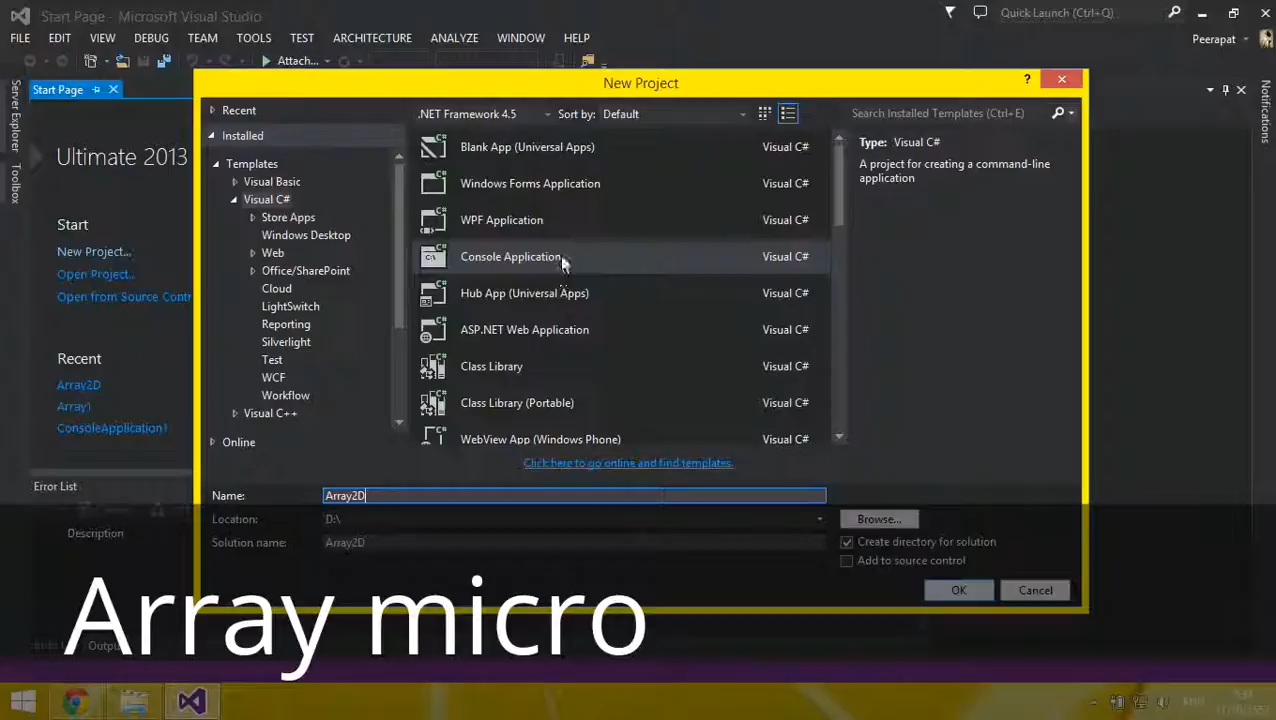 Start Page - Microsoft Visual Studio
Quick Launch (Ctrl+Q)
FILE EDIT VIEW DEBUG TEAM TOOLS TEST ARCHITECTURE ANALYZE WINDOW HELP
Peerapat
Attach...
Server Explorer
Toolbox
Notifications
Start Page
New Project
Ultimate 2013
Start
New Project...
Open Project...
Open from Source Contr
Recent
Array2D
Array1
ConsoleApplication1
Recent
Installed
Templates
Visual Basic
Visual C#
Store Apps
Windows Desktop
Web
Office/SharePoint
Cloud
LightSwitch
Reporting
Silverlight
Test
WCF
Workflow
Visual C++
Online
.NET Framework 4.5
Sort by: Default
Blank App (Universal Apps) Visual C#
Windows Forms Application Visual C#
WPF Application Visual C#
Console Application Visual C#
Hub App (Universal Apps) Visual C#
ASP.NET Web Application Visual C#
Class Library Visual C#
Class Library (Portable) Visual C#
WebView App (Windows Phone) Visual C#
Click here to go online and find templates.
Search Installed Templates (Ctrl+E)
Type: Visual C#
A project for creating a command-line
application
Name: Array2D
Location: D:\
Solution name: Array2D
Browse...
Create directory for solution
Add to source control
OK Cancel
Error List
Description
Array micro